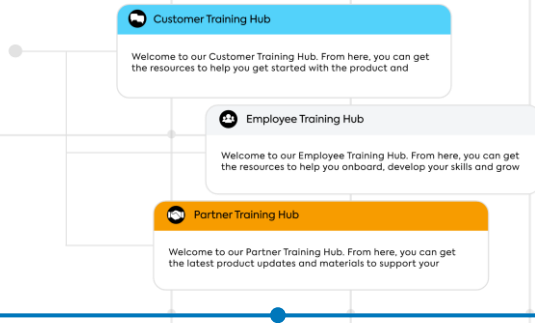 Customer Training Hub
Welcome to our Customer Training Hub. From here, you can get
the resources to help you get started with the product and
Employee Training Hub
Welcome to our Employee Training Hub. From here, you can get
the resources to help you onboard, develop your skills and grow
Partner Training Hub
Welcome to our Partner Training Hub. From here, you can get
the latest product updates and materials to support your